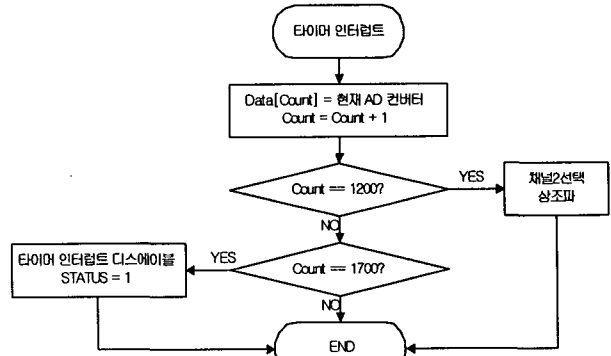 타이머 인터럽트
Data[Count] = 현재 AD 컨버터
Count = Count + 1
Count == 1200?
YES
채널2선택
상조파
NO
타이머 인터럽트 디스에이블
STATUS = 1
YES
Count == 1700?
NO
END